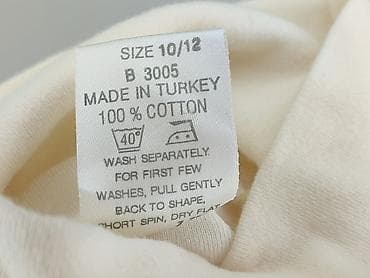 SIZE 10/12
B 3005
MADE IN TURKEY
100 % COTTON
40°
WASH SEPARATELY
FOR FIRST FEW
WASHES, PULL GENTLY
BACK TO SHAPE,
SHORT SPIN, DRY FLAT